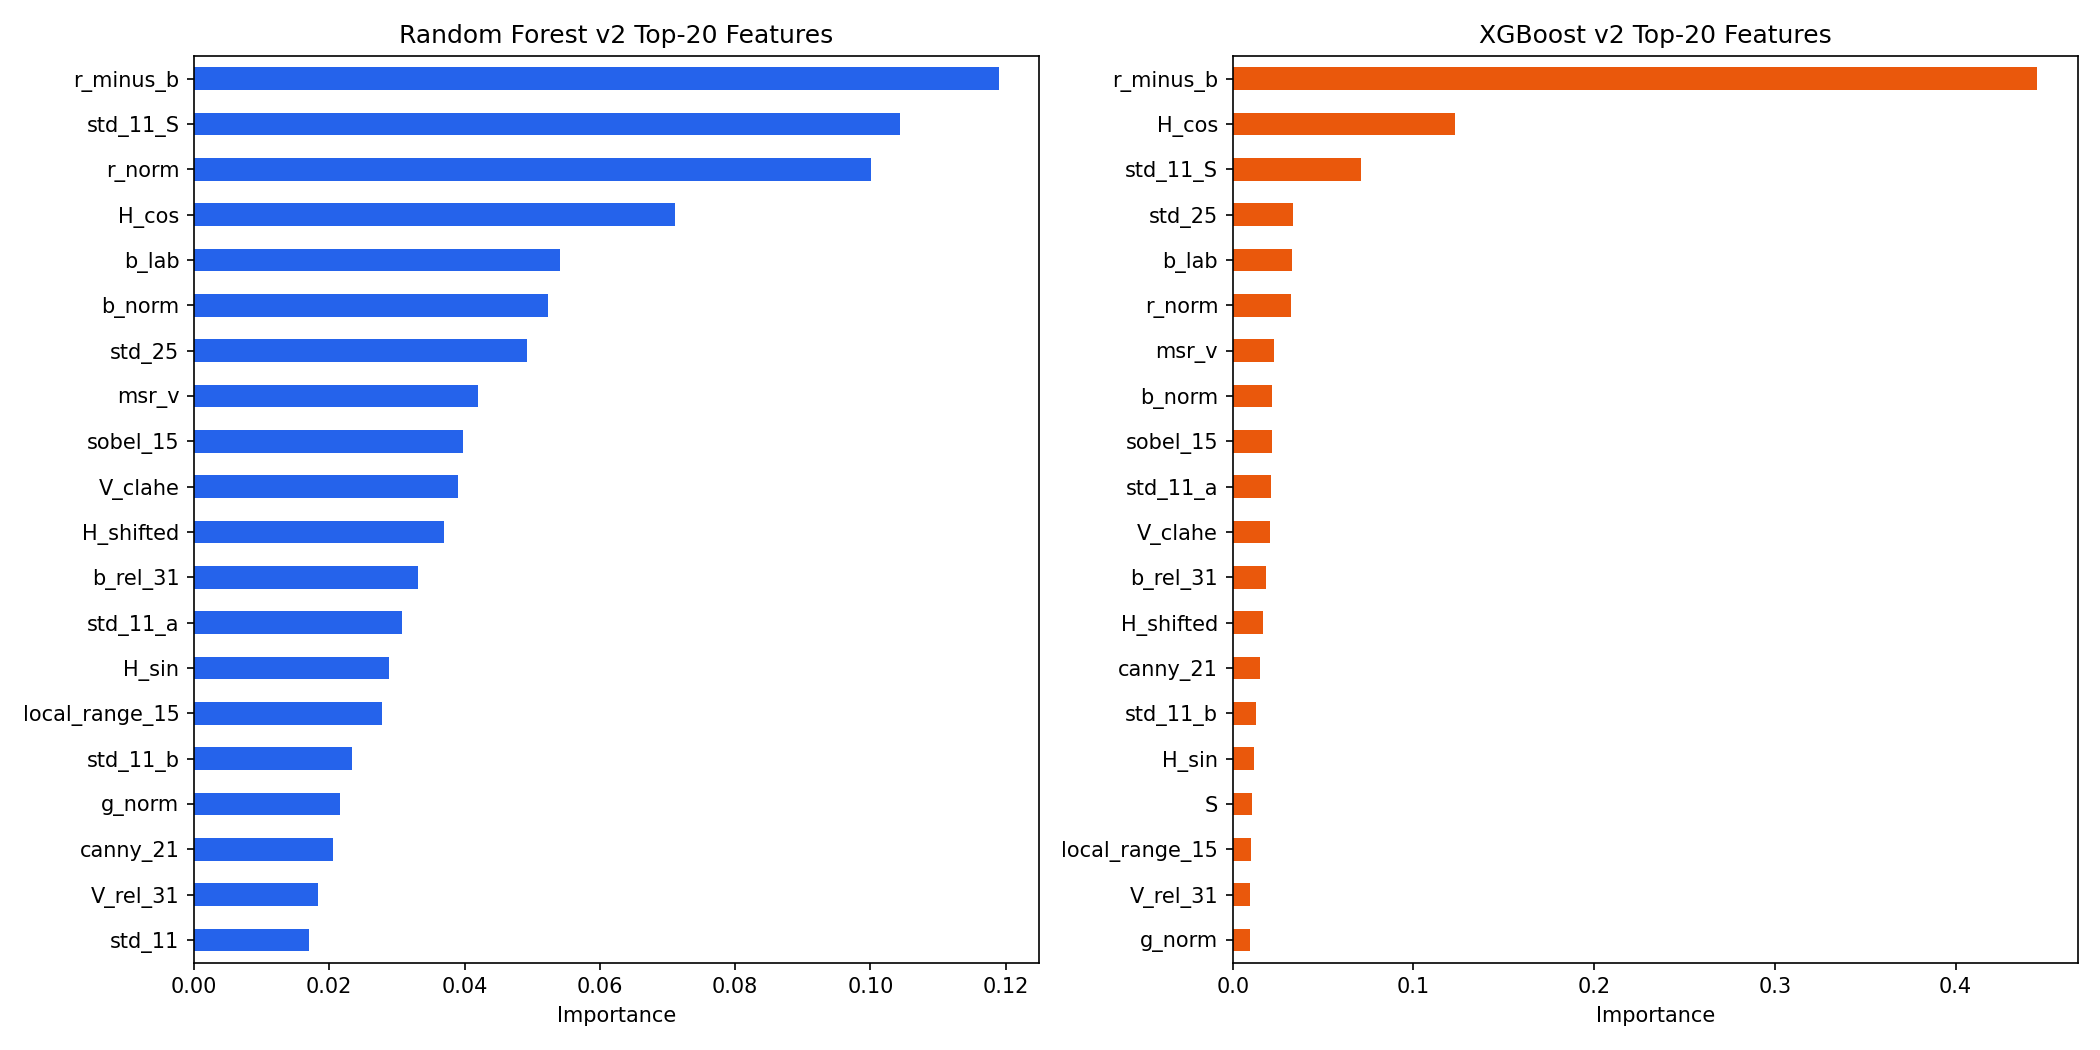 Random Forest v2 Top-20 Features
r_minus_b
std_11_S
r_norm
H_cos
b_lab
b_norm
std_25
msr_v
sobel_15
V_clahe
H_shifted
b_rel_31
std_11_a
H_sin
local_range_15
std_11_b
g_norm
canny_21
V_rel_31
std_11
0.00 0.02 0.04 0.06 0.08 0.10 0.12
Importance
XGBoost v2 Top-20 Features
r_minus_b
H_cos
std_11_S
std_25
b_lab
r_norm
msr_v
b_norm
sobel_15
std_11_a
V_clahe
b_rel_31
H_shifted
canny_21
std_11_b
H_sin
S
local_range_15
V_rel_31
g_norm
0.0 0.1 0.2 0.3 0.4
Importance